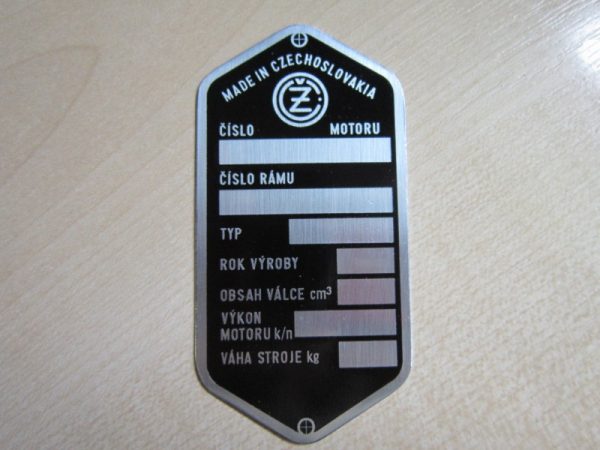 MADE IN CZECHOSLOVAKIA
ČZ
ČÍSLO MOTORU
ČÍSLO RÁMU
TYP
ROK VÝROBY
OBSAH VÁLCE cm³
VÝKON
MOTORU k/n
VÁHA STROJE kg